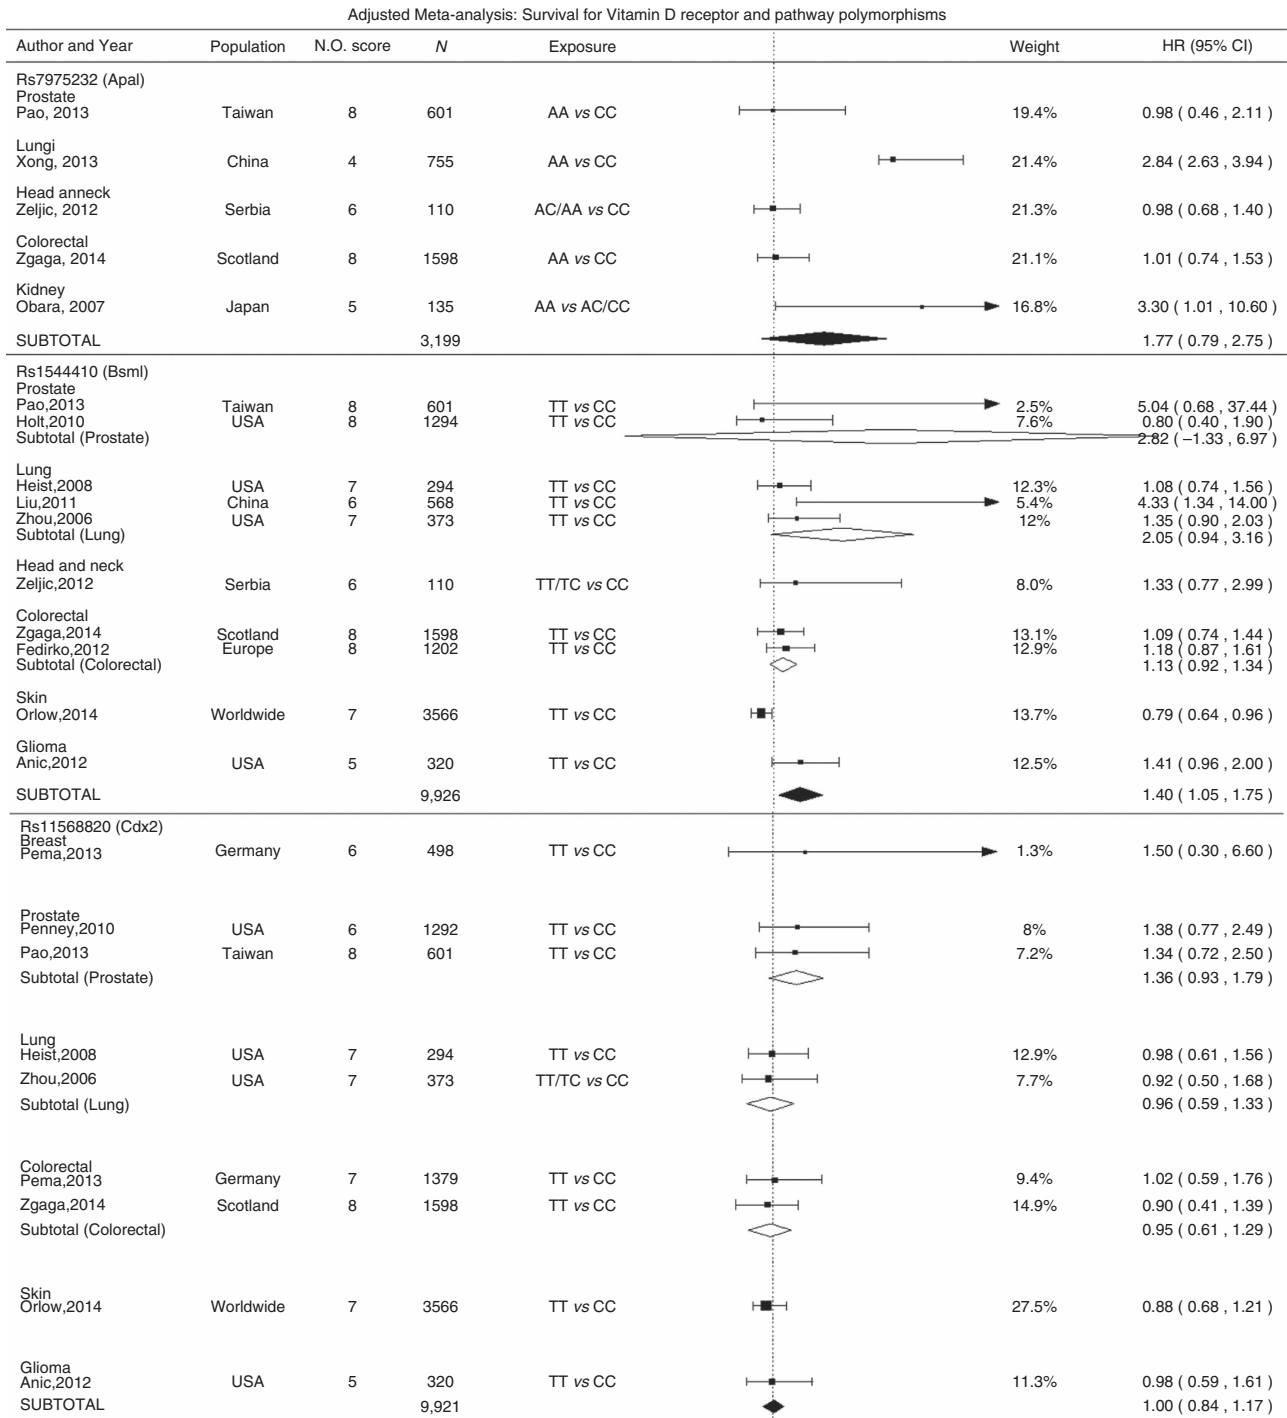 Adjusted Meta-analysis: Survival for Vitamin D receptor and pathway polymorphisms
Author and Year Population N.O. score N Exposure Weight HR (95% CI)
Rs7975232 (Apal)
Prostate
Pao, 2013 Taiwan 8 601 AA vs CC 19.4% 0.98 ( 0.46 , 2.11 )
Lungi
Xong, 2013 China 4 755 AA vs CC 21.4% 2.84 ( 2.63 , 3.94 )
Head anneck
Zeljic, 2012 Serbia 6 110 AC/AA vs CC 21.3% 0.98 ( 0.68 , 1.40 )
Colorectal
Zgaga, 2014 Scotland 8 1598 AA vs CC 21.1% 1.01 ( 0.74 , 1.53 )
Kidney
Obara, 2007 Japan 5 135 AA vs AC/CC 16.8% 3.30 ( 1.01 , 10.60 )
SUBTOTAL 3,199 1.77 ( 0.79 , 2.75 )
Rs1544410 (Bsml)
Prostate
Pao,2013 Taiwan 8 601 TT vs CC 2.5% 5.04 ( 0.68 , 37.44 )
Holt,2010 USA 8 1294 TT vs CC 7.6% 0.80 ( 0.40 , 1.90 )
Subtotal (Prostate) 2.82 ( –1.33 , 6.97 )
Lung
Heist,2008 USA 7 294 TT vs CC 12.3% 1.08 ( 0.74 , 1.56 )
Liu,2011 China 6 568 TT vs CC 5.4% 4.33 ( 1.34 , 14.00 )
Zhou,2006 USA 7 373 TT vs CC 12% 1.35 ( 0.90 , 2.03 )
Subtotal (Lung) 2.05 ( 0.94 , 3.16 )
Head and neck
Zeljic,2012 Serbia 6 110 TT/TC vs CC 8.0% 1.33 ( 0.77 , 2.99 )
Colorectal
Zgaga,2014 Scotland 8 1598 TT vs CC 13.1% 1.09 ( 0.74 , 1.44 )
Fedirko,2012 Europe 8 1202 TT vs CC 12.9% 1.18 ( 0.87 , 1.61 )
Subtotal (Colorectal) 1.13 ( 0.92 , 1.34 )
Skin
Orlow,2014 Worldwide 7 3566 TT vs CC 13.7% 0.79 ( 0.64 , 0.96 )
Glioma
Anic,2012 USA 5 320 TT vs CC 12.5% 1.41 ( 0.96 , 2.00 )
SUBTOTAL 9,926 1.40 ( 1.05 , 1.75 )
Rs11568820 (Cdx2)
Breast
Pema,2013 Germany 6 498 TT vs CC 1.3% 1.50 ( 0.30 , 6.60 )
Prostate
Penney,2010 USA 6 1292 TT vs CC 8% 1.38 ( 0.77 , 2.49 )
Pao,2013 Taiwan 8 601 TT vs CC 7.2% 1.34 ( 0.72 , 2.50 )
Subtotal (Prostate) 1.36 ( 0.93 , 1.79 )
Lung
Heist,2008 USA 7 294 TT vs CC 12.9% 0.98 ( 0.61 , 1.56 )
Zhou,2006 USA 7 373 TT/TC vs CC 7.7% 0.92 ( 0.50 , 1.68 )
Subtotal (Lung) 0.96 ( 0.59 , 1.33 )
Colorectal
Pema,2013 Germany 7 1379 TT vs CC 9.4% 1.02 ( 0.59 , 1.76 )
Zgaga,2014 Scotland 8 1598 TT vs CC 14.9% 0.90 ( 0.41 , 1.39 )
Subtotal (Colorectal) 0.95 ( 0.61 , 1.29 )
Skin
Orlow,2014 Worldwide 7 3566 TT vs CC 27.5% 0.88 ( 0.68 , 1.21 )
Glioma
Anic,2012 USA 5 320 TT vs CC 11.3% 0.98 ( 0.59 , 1.61 )
SUBTOTAL 9,921 1.00 ( 0.84 , 1.17 )